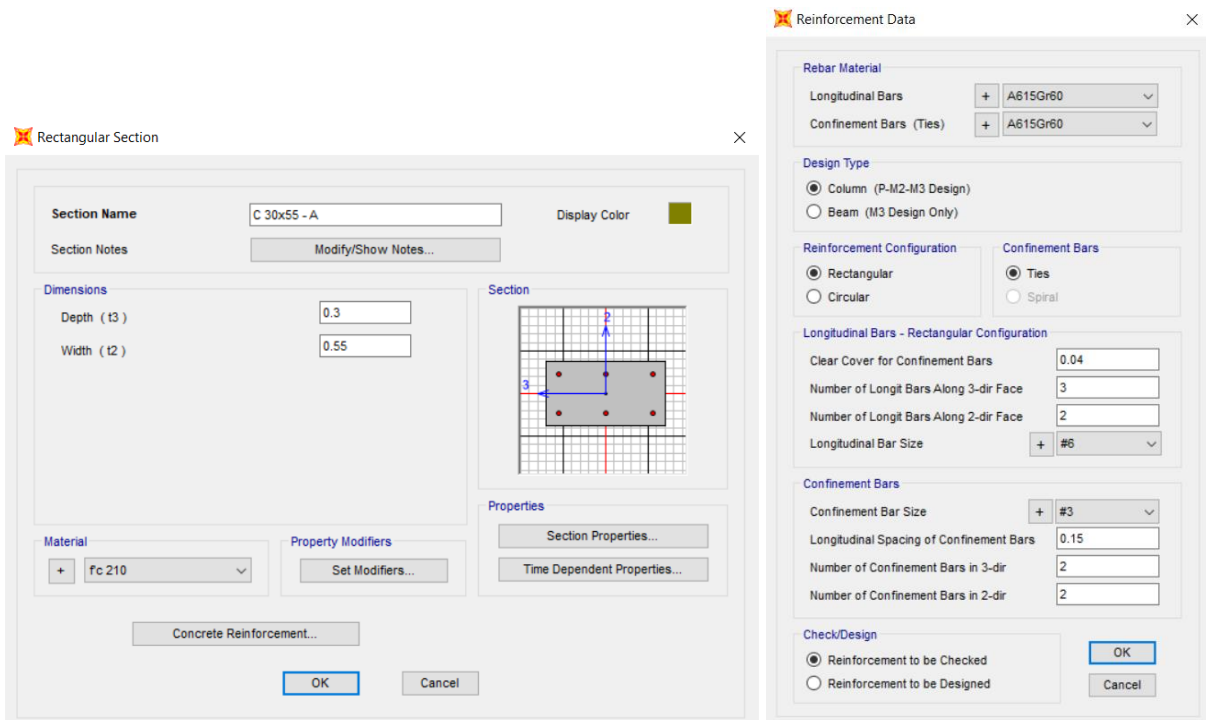 Rectangular Section
Section Name C 30x55 - A Display Color
Section Notes Modify/Show Notes...
Dimensions
Depth ( t3 ) 0.3
Width ( t2 ) 0.55
Section
2
3
Properties
Section Properties...
Time Dependent Properties...
Material
+ f'c 210
Property Modifiers
Set Modifiers...
Concrete Reinforcement...
OK Cancel
Reinforcement Data
Rebar Material
Longitudinal Bars + A615Gr60
Confinement Bars (Ties) + A615Gr60
Design Type
Column (P-M2-M3 Design)
Beam (M3 Design Only)
Reinforcement Configuration
Rectangular
Circular
Confinement Bars
Ties
Spiral
Longitudinal Bars - Rectangular Configuration
Clear Cover for Confinement Bars 0.04
Number of Longit Bars Along 3-dir Face 3
Number of Longit Bars Along 2-dir Face 2
Longitudinal Bar Size + #6
Confinement Bars
Confinement Bar Size + #3
Longitudinal Spacing of Confinement Bars 0.15
Number of Confinement Bars in 3-dir 2
Number of Confinement Bars in 2-dir 2
Check/Design
Reinforcement to be Checked
Reinforcement to be Designed
OK
Cancel